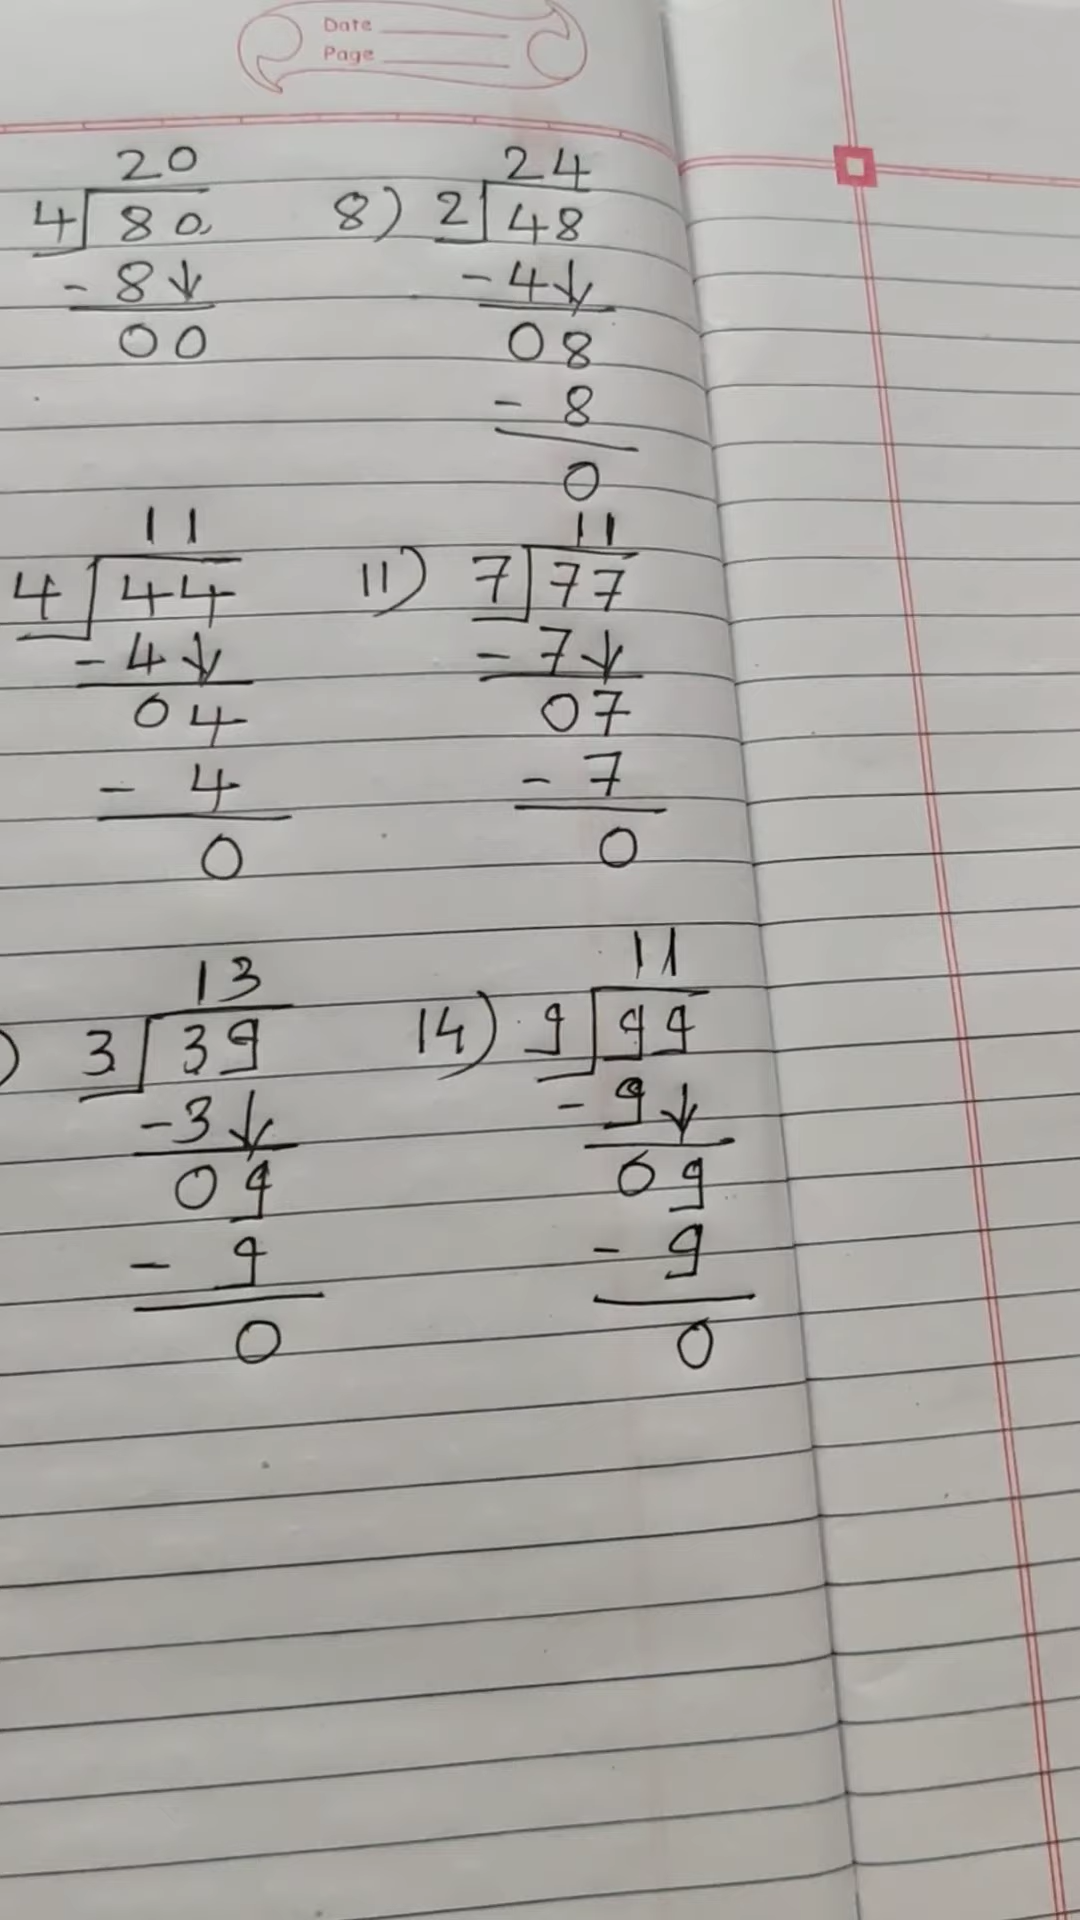 Date
Page
20 24
4 80 8) 2 48
- 8 ↓ - 4 ↓
00 08
- 8
0
11 11
4 44 11) 7 77
- 4 ↓ - 7 ↓
04 07
- 4 - 7
0 0
13 11
) 3 39 14) 9 99
- 3 ↓ - 9 ↓
09 09
- 9 - 9
0 0